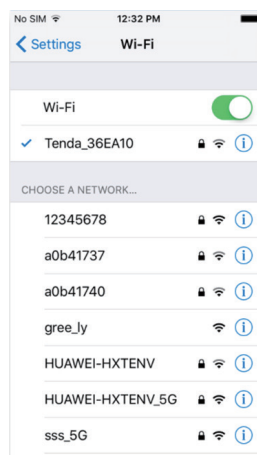 No SIM 12:32 PM
Settings Wi-Fi
Wi-Fi
Tenda_36EA10
CHOOSE A NETWORK...
12345678
a0b41737
a0b41740
gree_ly
HUAWEI-HXTENV
HUAWEI-HXTENV_5G
sss_5G